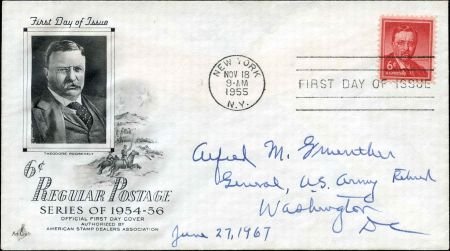 First Day of Issue
THEODORE ROOSEVELT
6¢
REGULAR POSTAGE
SERIES OF 1954-56
OFFICIAL FIRST DAY COVER
AUTHORIZED BY
AMERICAN STAMP DEALERS ASSOCIATION
ArtCraft
NEW YORK
NOV 18
9-AM
1955
N.Y.
FIRST DAY OF ISSUE
6¢
Alfred M. Gruenther
General, U.S. Army Retired
Washington
DC
June 27, 1967